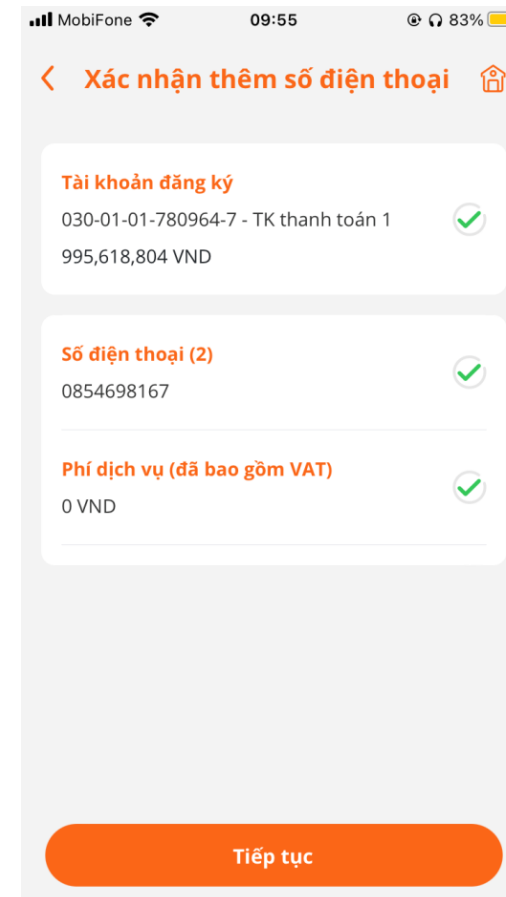 MobiFone 09:55 83%
Xác nhận thêm số điện thoại
Tài khoản đăng ký
030-01-01-780964-7 - TK thanh toán 1
995,618,804 VND
Số điện thoại (2)
0854698167
Phí dịch vụ (đã bao gồm VAT)
0 VND
Tiếp tục